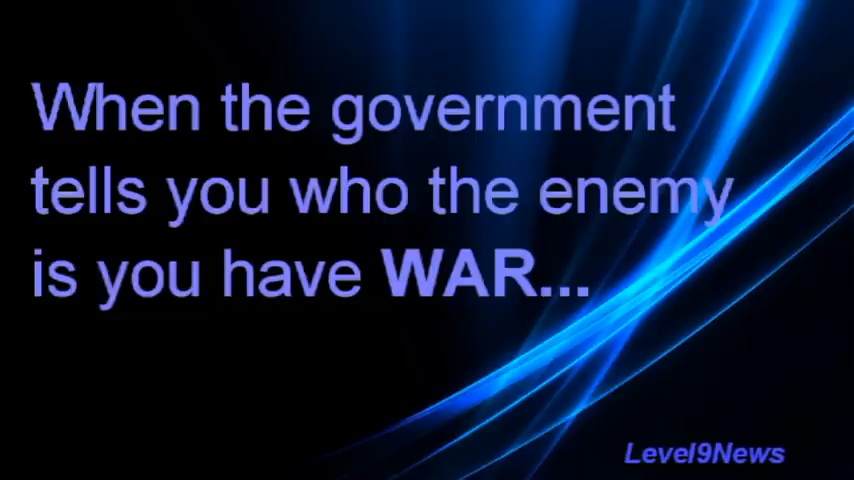 When the government
tells you who the enemy
is you have WAR...
Level9News